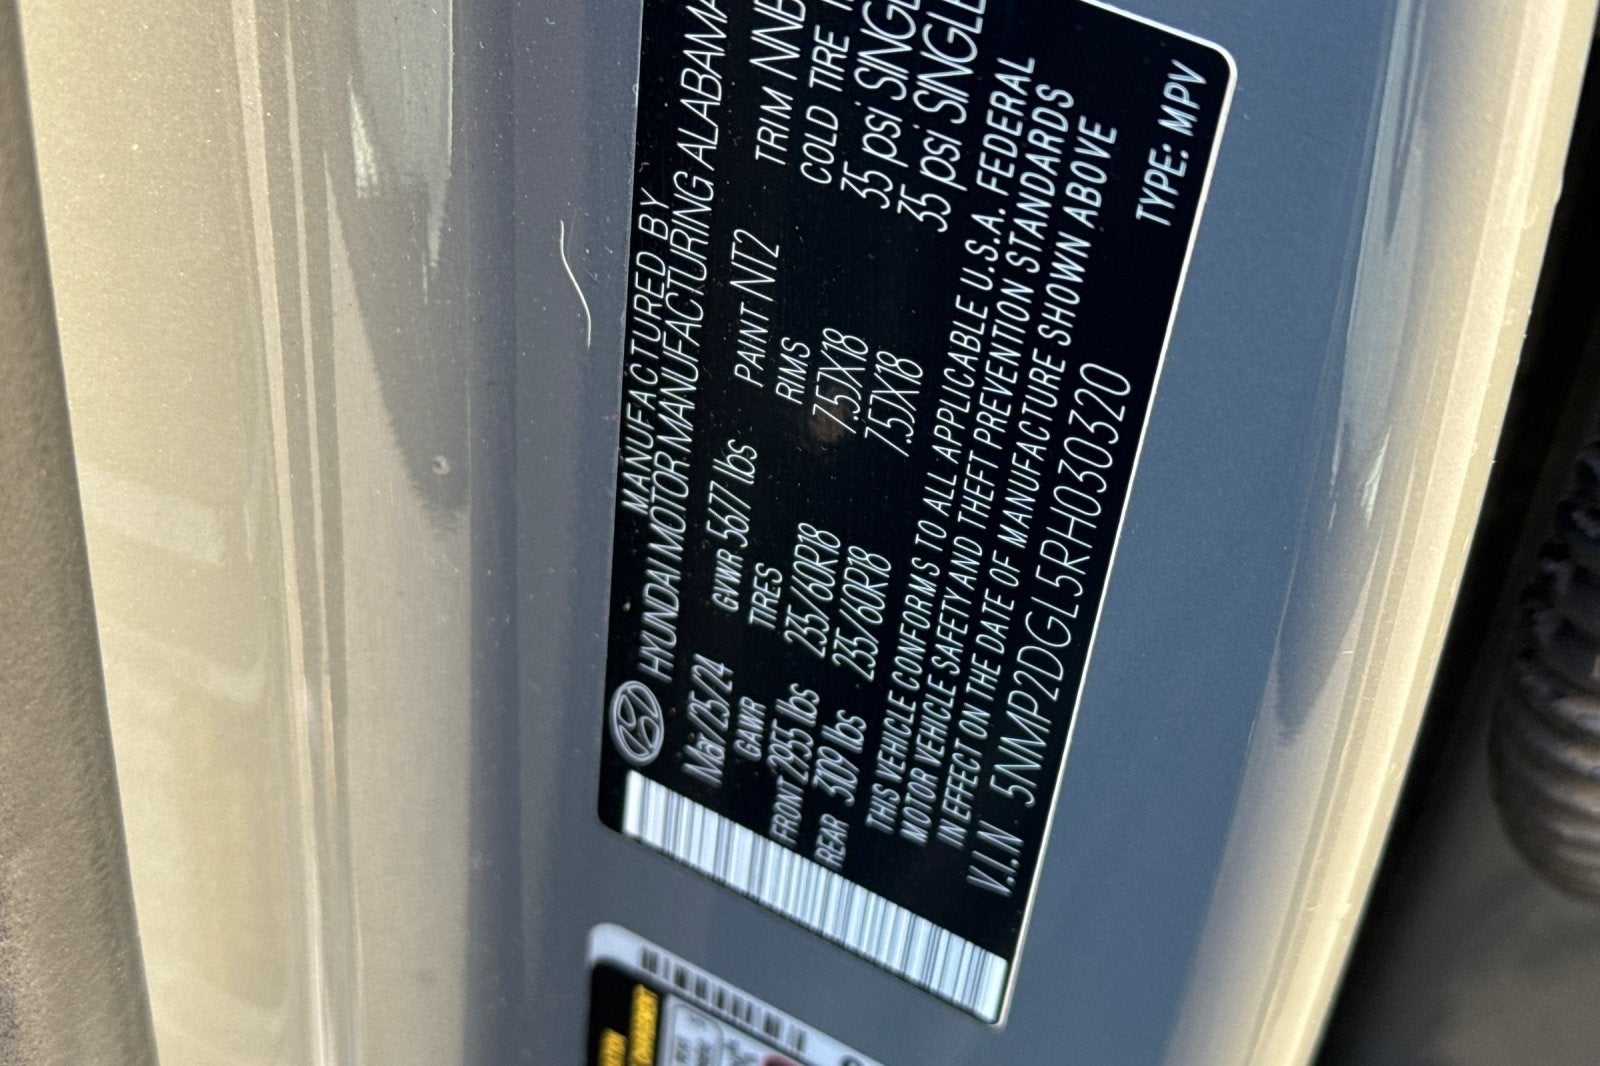 MANUFACTURED BY
HYUNDAI MOTOR MANUFACTURING ALABAMA
Mar/25/24 GVWR 5677 lbs PAINT NT2 TRIM NNB
GAWR TIRES RIMS COLD TIRE
FRONT 2955 lbs 235/60R18 7.5JX18 35 psi SINGLE
REAR 3109 lbs 235/60R18 7.5JX18 35 psi SINGLE
THIS VEHICLE CONFORMS TO ALL APPLICABLE U.S.A. FEDERAL
MOTOR VEHICLE SAFETY AND THEFT PREVENTION STANDARDS
IN EFFECT ON THE DATE OF MANUFACTURE SHOWN ABOVE
V.I.N 5NMP2DGL5RH030320 TYPE: MPV